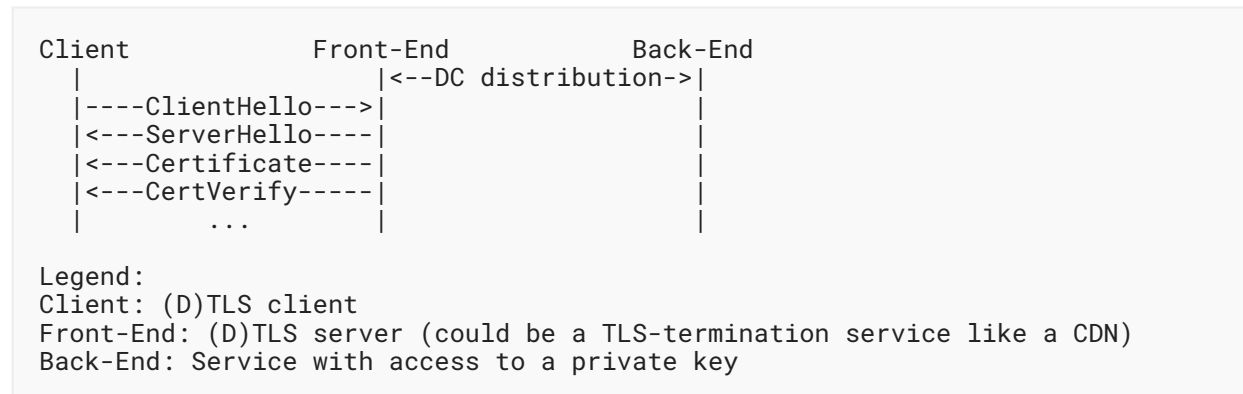 Client            Front-End            Back-End
  |                   |<--DC distribution->|
  |----ClientHello--->|                    |
  |<---ServerHello----|                    |
  |<---Certificate----|                    |
  |<---CertVerify-----|                    |
  |        ...        |                    |
Legend:
Client: (D)TLS client
Front-End: (D)TLS server (could be a TLS-termination service like a CDN)
Back-End: Service with access to a private key